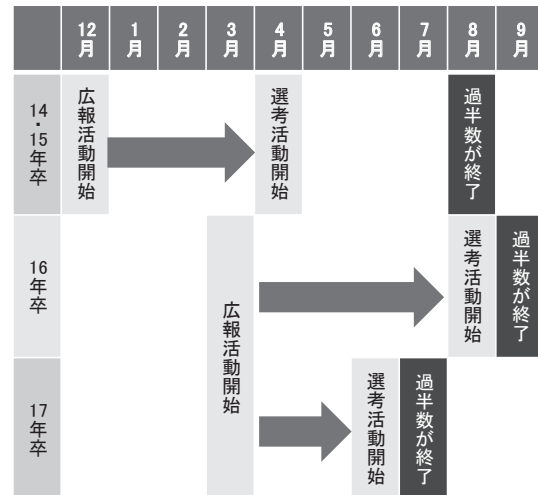 12月
1月
2月
3月
4月
5月
6月
7月
8月
9月
14・15年卒
広報活動開始
選考活動開始
過半数が終了
16年卒
広報活動開始
選考活動開始
過半数が終了
17年卒
選考活動開始
過半数が終了